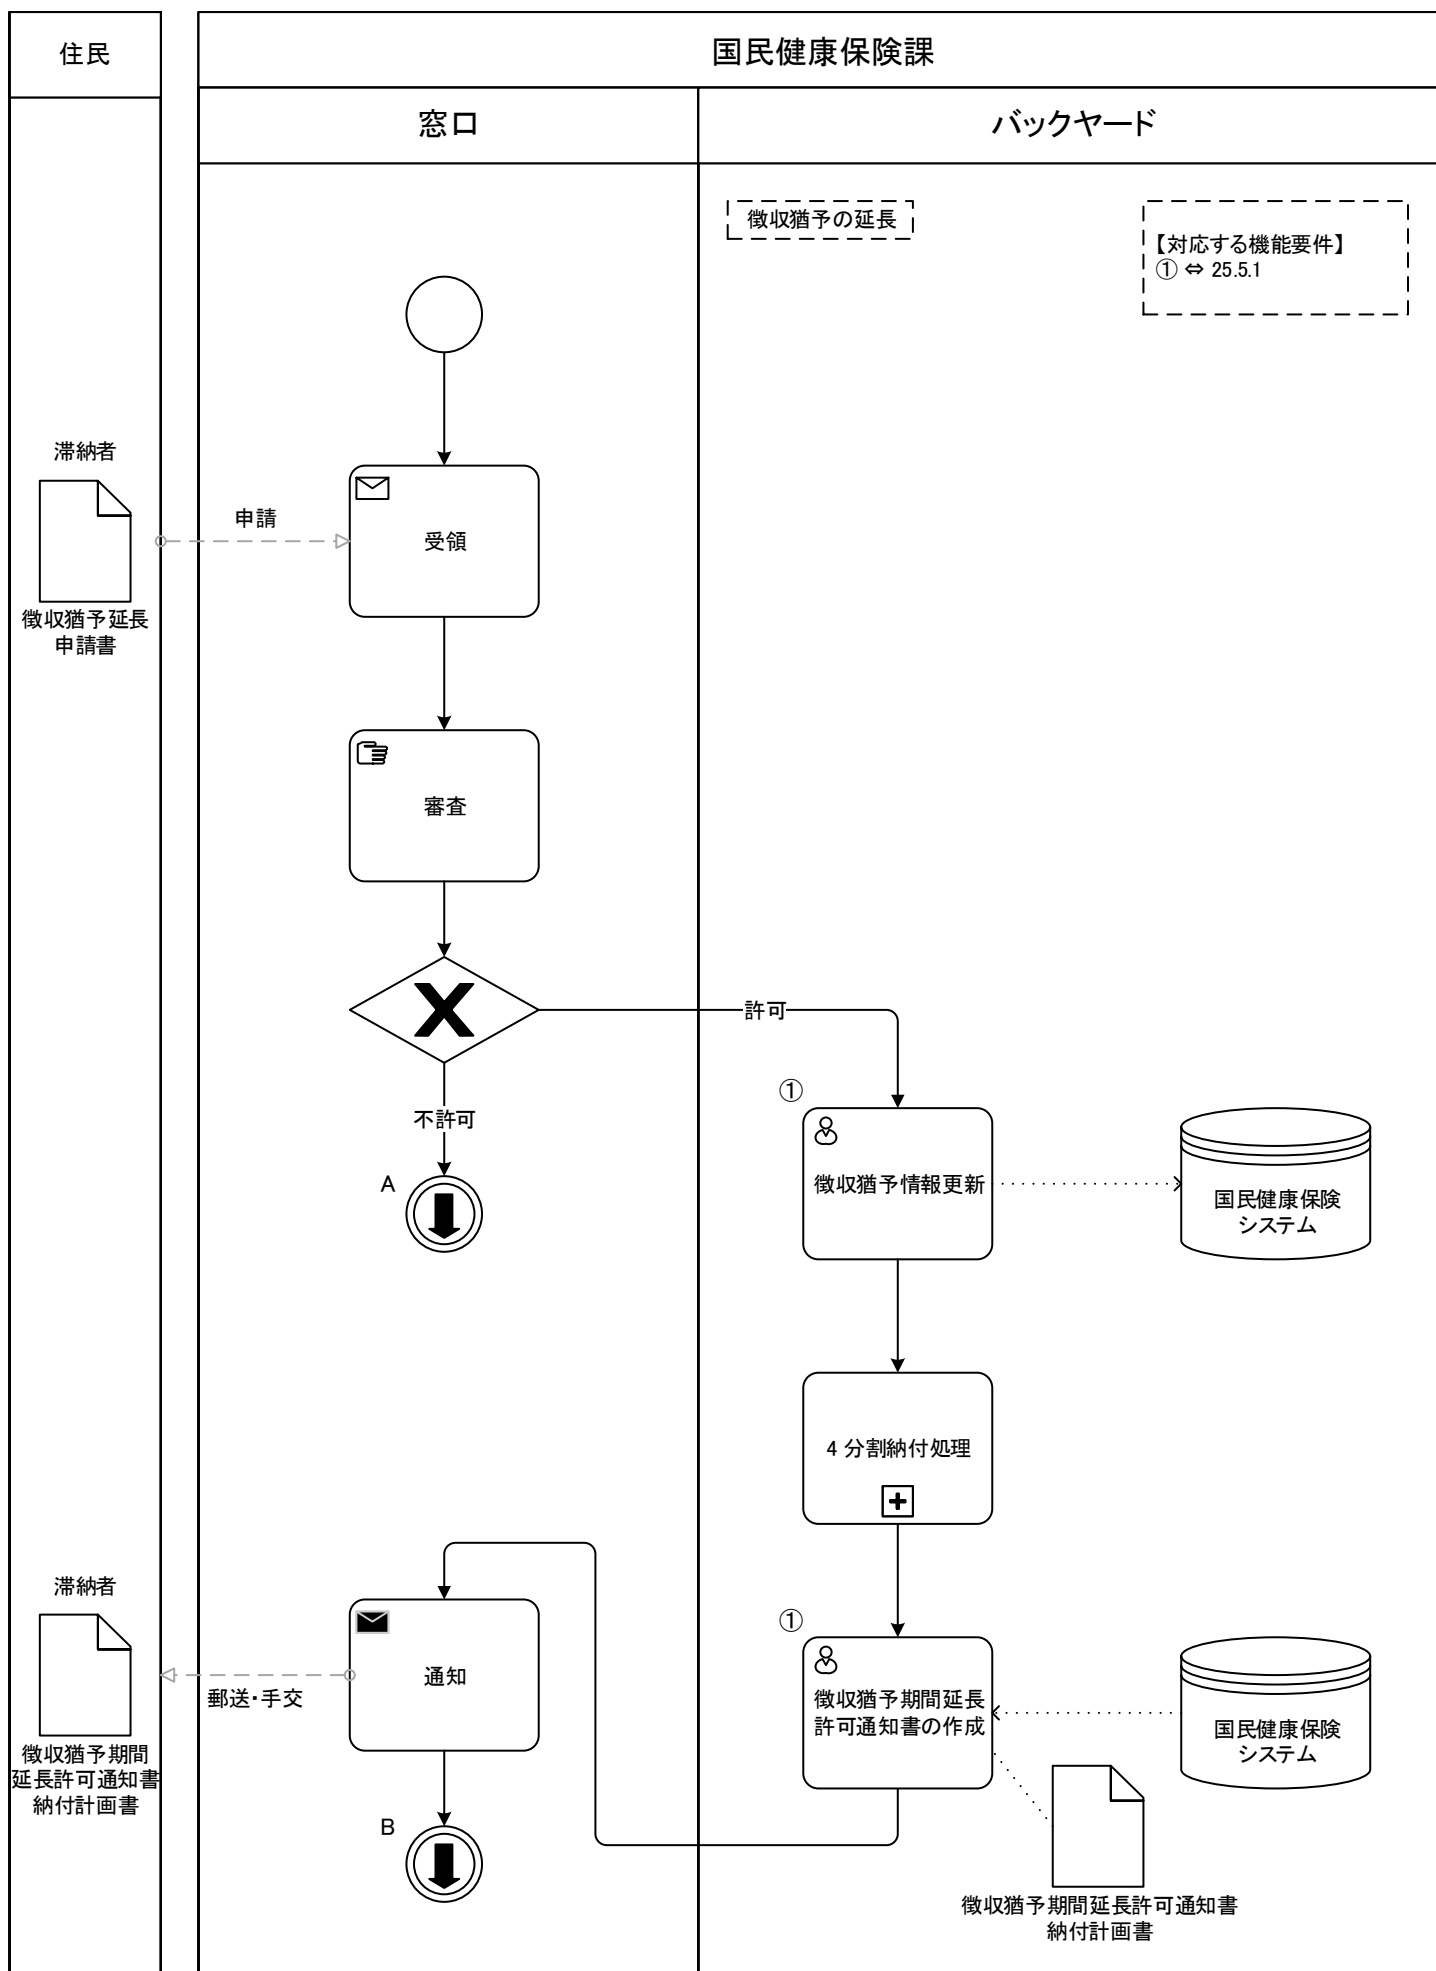 住民
国民健康保険課
窓口
バックヤード
徴収猶予の延長
【対応する機能要件】
① ⇔ 25.5.1
滞納者
申請
受領
徴収猶予延長
申請書
審査
許可
①
不許可
A
徴収猶予情報更新
国民健康保険
システム
4 分割納付処理
滞納者
①
通知
郵送・手交
徴収猶予期間延長
許可通知書の作成
国民健康保険
システム
徴収猶予期間
延長許可通知書
納付計画書
B
徴収猶予期間延長許可通知書
納付計画書